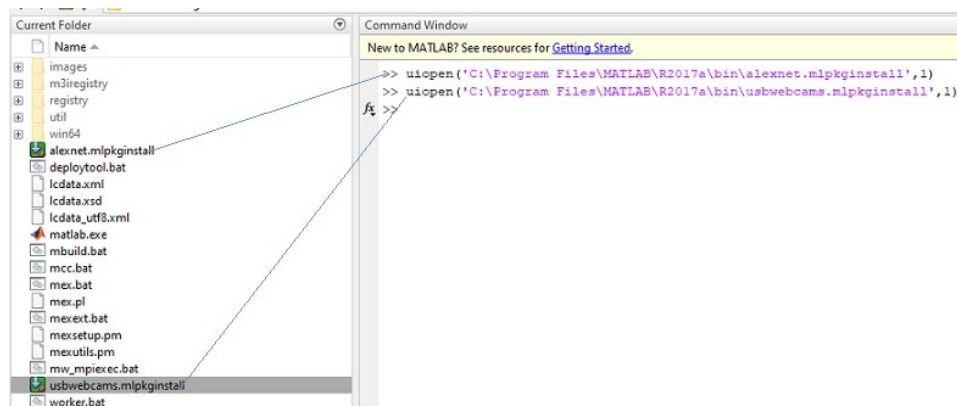 Current Folder
Name
images
m3iregistry
registry
util
win64
alexnet.mlpkginstall
deploytool.bat
lcdata.xml
lcdata.xsd
lcdata_utf8.xml
matlab.exe
mbuild.bat
mcc.bat
mex.bat
mex.pl
mexext.bat
mexsetup.pm
mexutils.pm
mw_mpiexec.bat
usbwebcams.mlpkginstall
worker.bat
Command Window
New to MATLAB? See resources for Getting Started.
>> uiopen('C:\Program Files\MATLAB\R2017a\bin\alexnet.mlpkginstall',1)
>> uiopen('C:\Program Files\MATLAB\R2017a\bin\usbwebcams.mlpkginstall',1)
fx >>